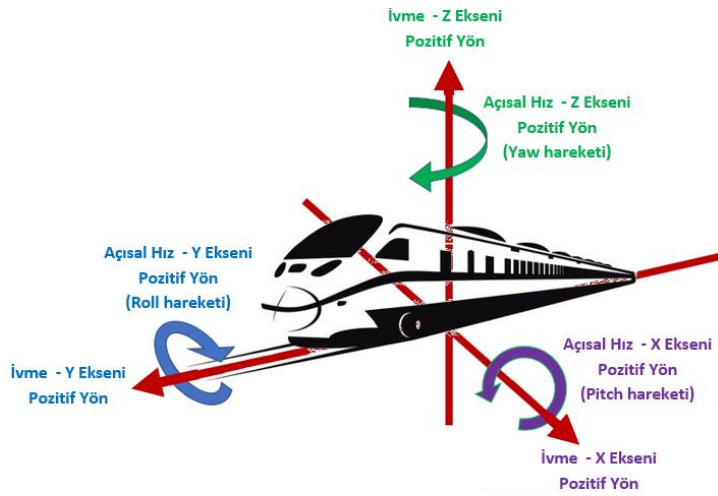 İvme - Z Ekseni
Pozitif Yön
Açısal Hız - Z Ekseni
Pozitif Yön
(Yaw hareketi)
Açısal Hız - Y Ekseni
Pozitif Yön
(Roll hareketi)
İvme - Y Ekseni
Pozitif Yön
Açısal Hız - X Ekseni
Pozitif Yön
(Pitch hareketi)
İvme - X Ekseni
Pozitif Yön